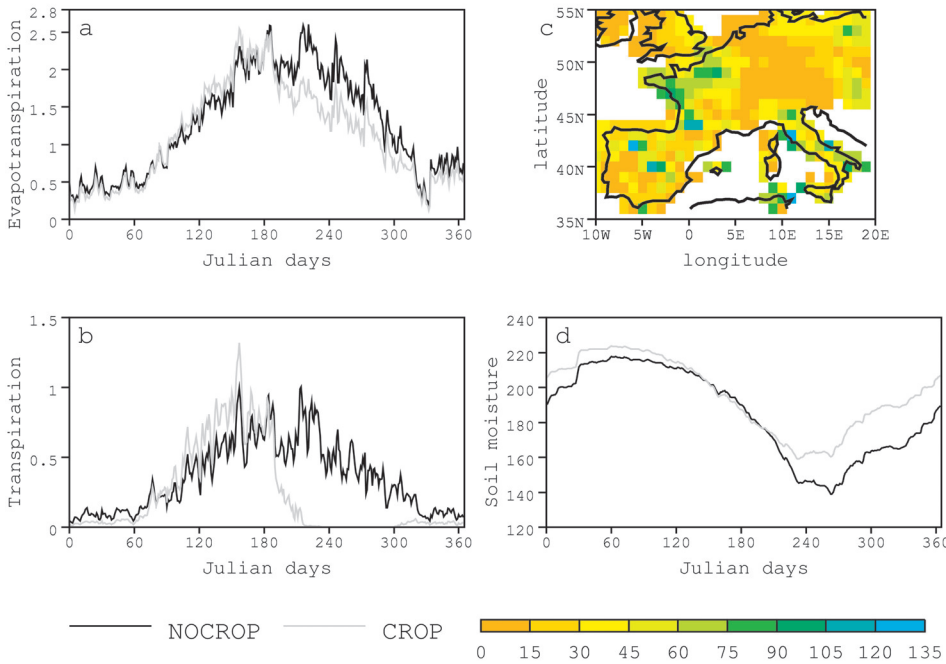 a
2.8
2.5
2
1.5
1
0.5
0
0 60 120 180 240 300 360
Evapotranspiration
Julian days
c
55N
50N
45N
40N
35N
10W 5W 0 5E 10E 15E 20E
latitude
longitude
b
1.5
1
0.5
0
0 60 120 180 240 300 360
Transpiration
Julian days
d
240
220
200
180
160
140
120
0 60 120 180 240 300 360
Soil moisture
Julian days
NOCROP CROP
0 15 30 45 60 75 90 105 120 135